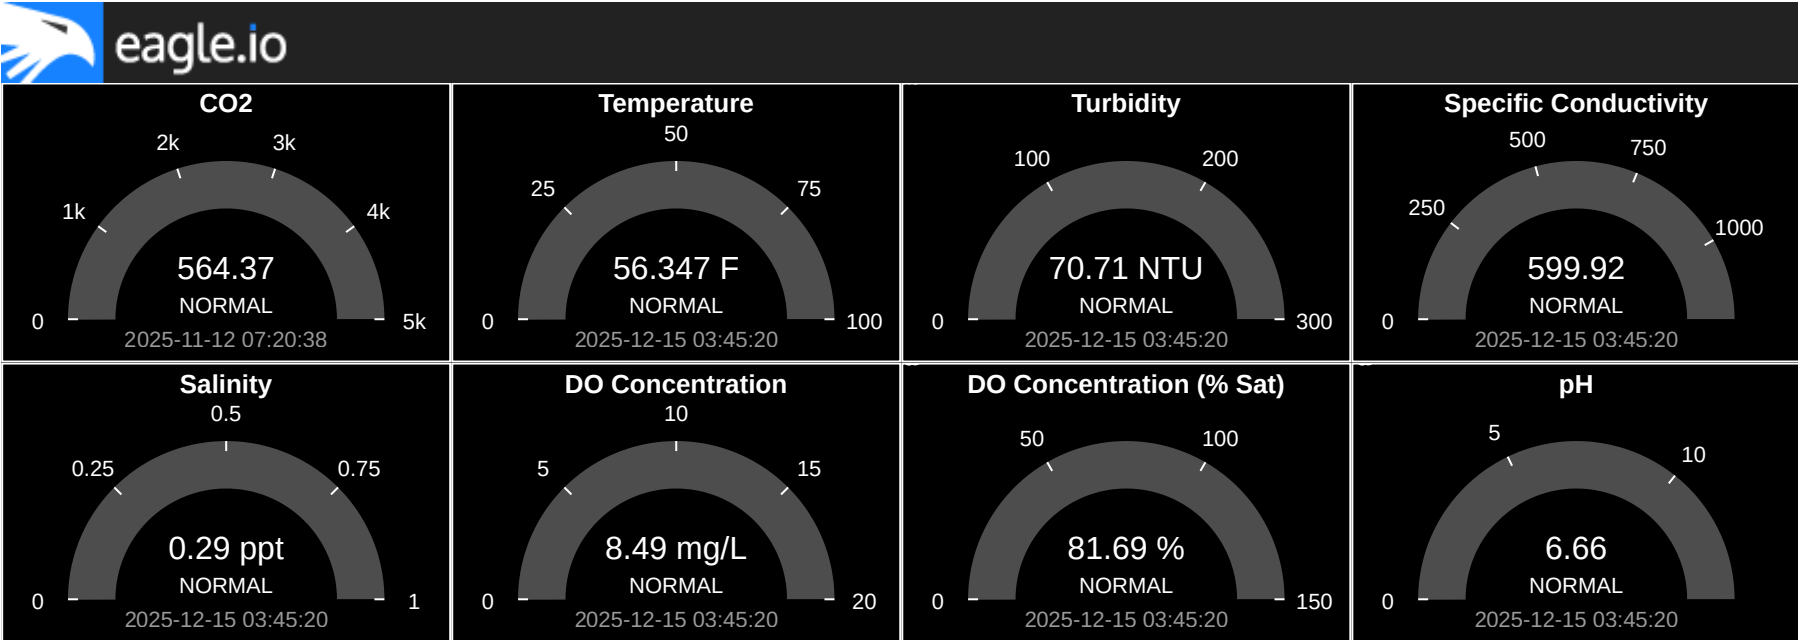 eagle.io
CO2
2k
3k
1k
4k
564.37
NORMAL
0
5k
2025-11-12 07:20:38
Temperature
50
25
75
56.347 F
NORMAL
0
100
2025-12-15 03:45:20
Turbidity
100
200
70.71 NTU
NORMAL
0
300
2025-12-15 03:45:20
Specific Conductivity
500
750
250
1000
599.92
NORMAL
0
2025-12-15 03:45:20
Salinity
0.5
0.25
0.75
0.29 ppt
NORMAL
0
1
2025-12-15 03:45:20
DO Concentration
10
5
15
8.49 mg/L
NORMAL
0
20
2025-12-15 03:45:20
DO Concentration (% Sat)
50
100
81.69 %
NORMAL
0
150
2025-12-15 03:45:20
pH
5
10
6.66
NORMAL
0
2025-12-15 03:45:20